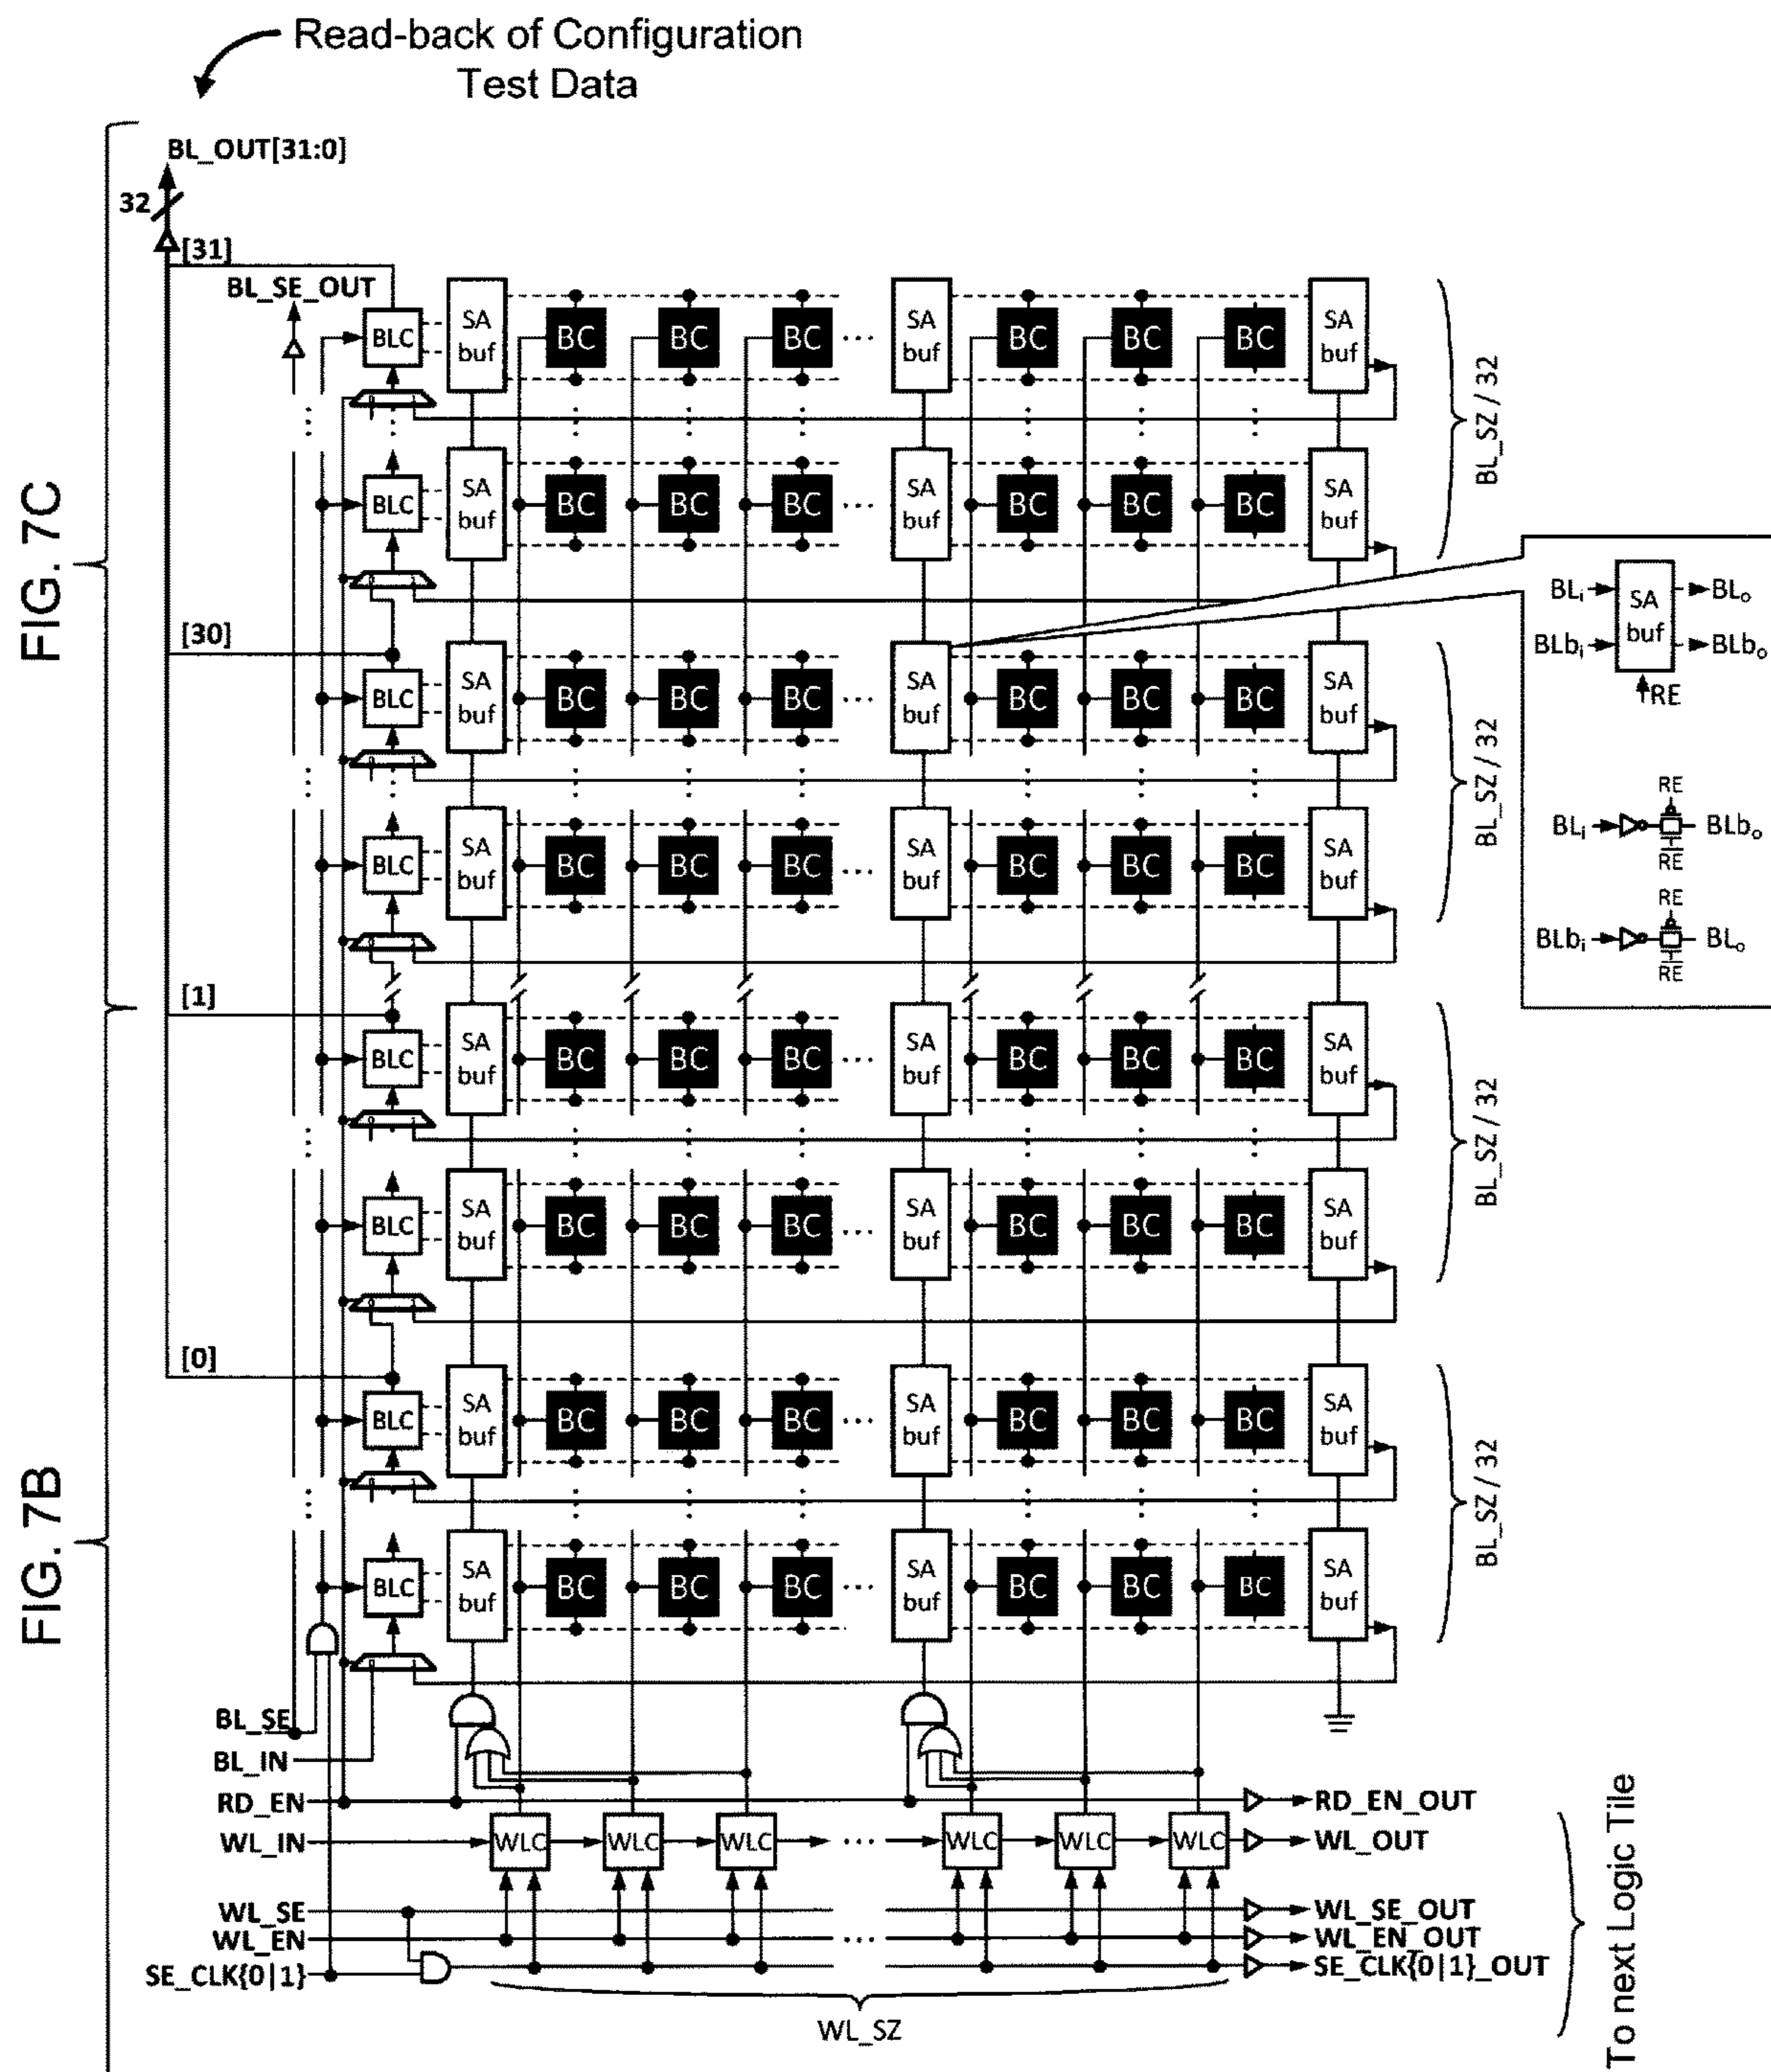 Read-back of Configuration
Test Data
FIG. 7C
BL_OUT[31:0]
32
[31]
BL_SE_OUT
BLC SA buf BC BC BC ... SA buf BC BC BC SA buf
BL_SZ / 32
BLC SA buf BC BC BC ... SA buf BC BC BC SA buf
[30]
BLC SA buf BC BC BC ... SA buf BC BC BC SA buf
BL_SZ / 32
BLC SA buf BC BC BC ... SA buf BC BC BC SA buf
BLi SA buf BLo
BLbi BLbo
RE
RE
BLi BLbo
RE
RE
BLbi BLo
RE
FIG. 7B
[1]
BLC SA buf BC BC BC ... SA buf BC BC BC SA buf
BL_SZ / 32
BLC SA buf BC BC BC ... SA buf BC BC BC SA buf
[0]
BLC SA buf BC BC BC ... SA buf BC BC BC SA buf
BL_SZ / 32
BLC SA buf BC BC BC ... SA buf BC BC BC SA buf
BL_SE
BL_IN
RD_EN RD_EN_OUT
WL_IN WLC WLC WLC ... WLC WLC WLC WL_OUT
WL_SE WL_SE_OUT
WL_EN ... WL_EN_OUT
SE_CLK{0|1} SE_CLK{0|1}_OUT
WL_SZ
To next Logic Tile